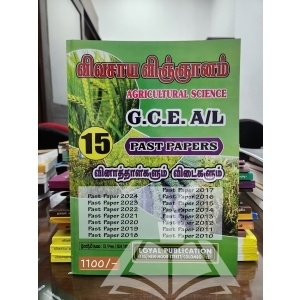 விவசாய விஞ்ஞானம்
AGRICULTURAL SCIENCE
G.C.E. A/L
15
PAST PAPERS
வினாத்தாள்களும் விடைகளும்
Past Paper 2024
Past Paper 2023
Past Paper 2022
Past Paper 2021
Past Paper 2020
Past Paper 2019
Past Paper 2018
Past Paper 2017
Past Paper 2016
Past Paper 2015
Past Paper 2014
Past Paper 2013
Past Paper 2012
Past Paper 2011
Past Paper 2010
LOYAL PUBLICATION
1100/-